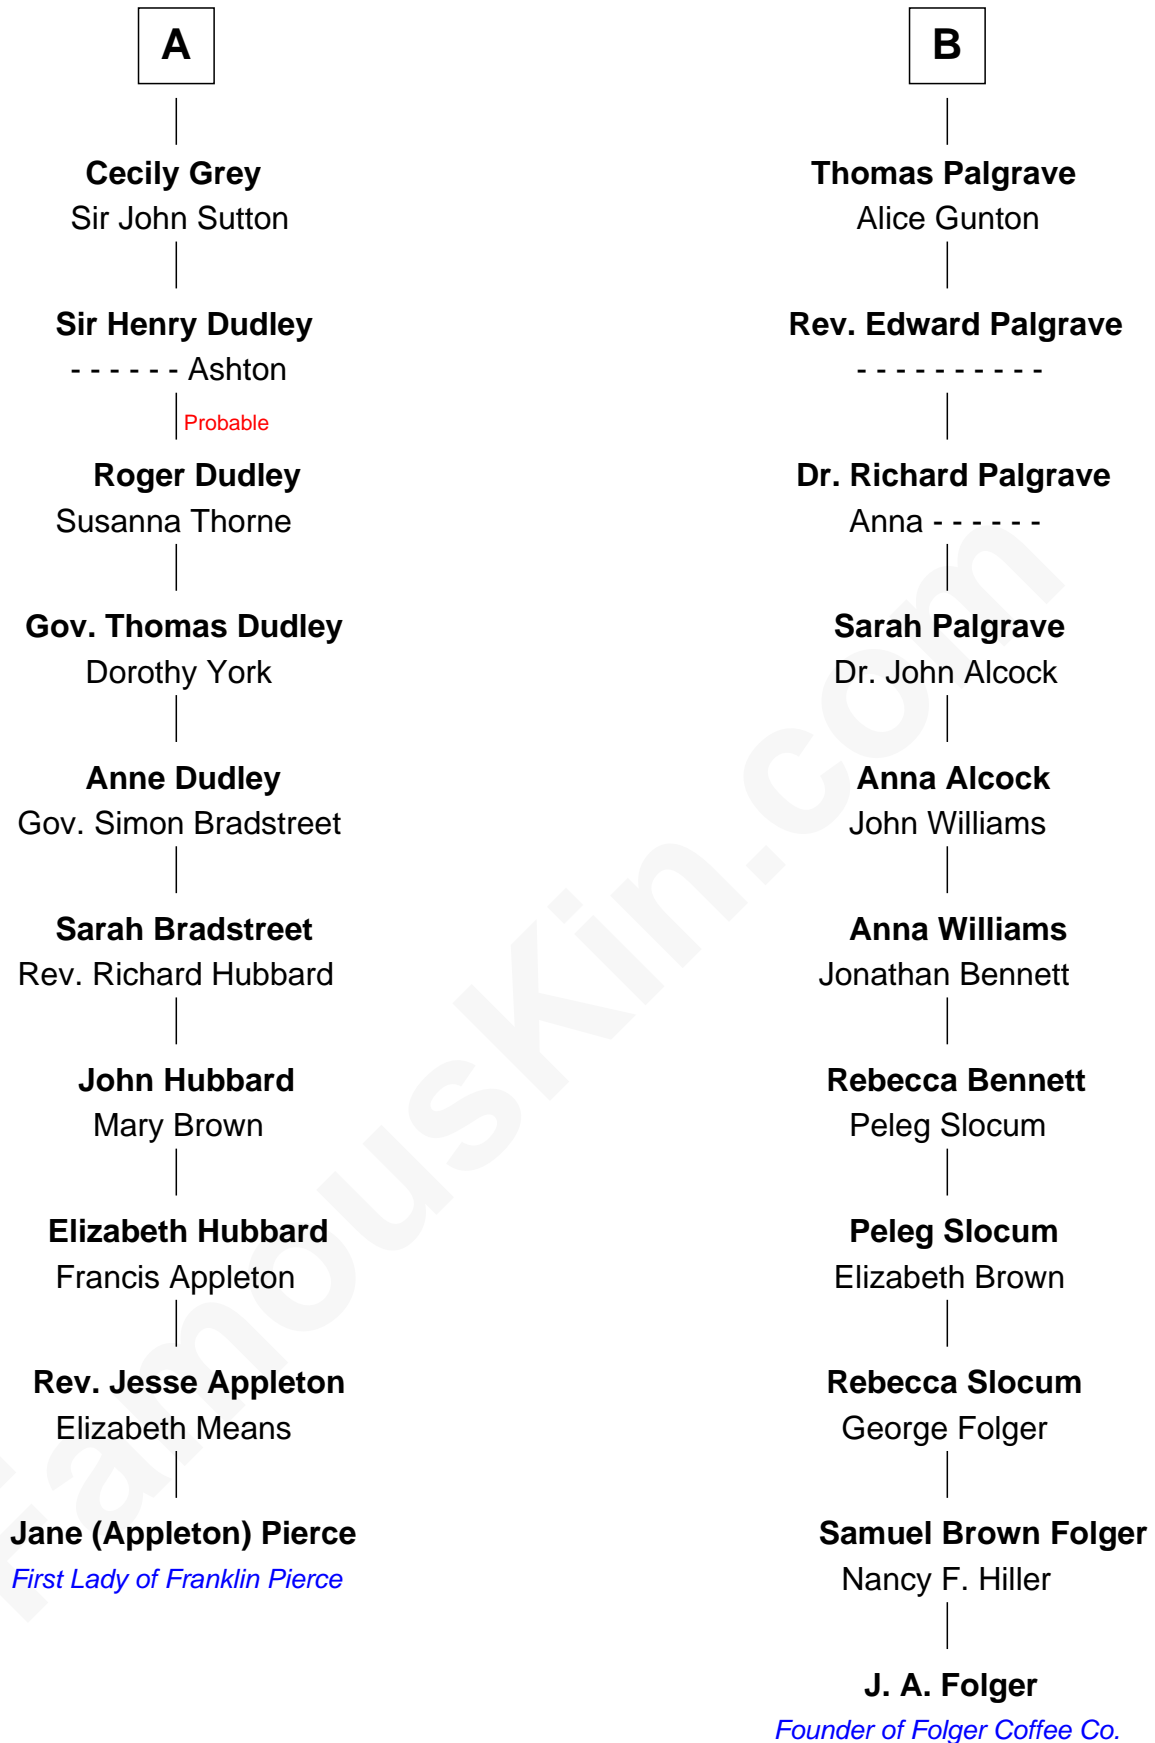 A
Cecily Grey
Sir John Sutton
Sir Henry Dudley
- - - - - - Ashton
Probable
Roger Dudley
Susanna Thorne
Gov. Thomas Dudley
Dorothy York
Anne Dudley
Gov. Simon Bradstreet
Sarah Bradstreet
Rev. Richard Hubbard
John Hubbard
Mary Brown
Elizabeth Hubbard
Francis Appleton
Rev. Jesse Appleton
Elizabeth Means
Jane (Appleton) Pierce
First Lady of Franklin Pierce
B
Thomas Palgrave
Alice Gunton
Rev. Edward Palgrave
- - - - - - - - - -
Dr. Richard Palgrave
Anna - - - - - -
Sarah Palgrave
Dr. John Alcock
Anna Alcock
John Williams
Anna Williams
Jonathan Bennett
Rebecca Bennett
Peleg Slocum
Peleg Slocum
Elizabeth Brown
Rebecca Slocum
George Folger
Samuel Brown Folger
Nancy F. Hiller
J. A. Folger
Founder of Folger Coffee Co.
FamousKin.com